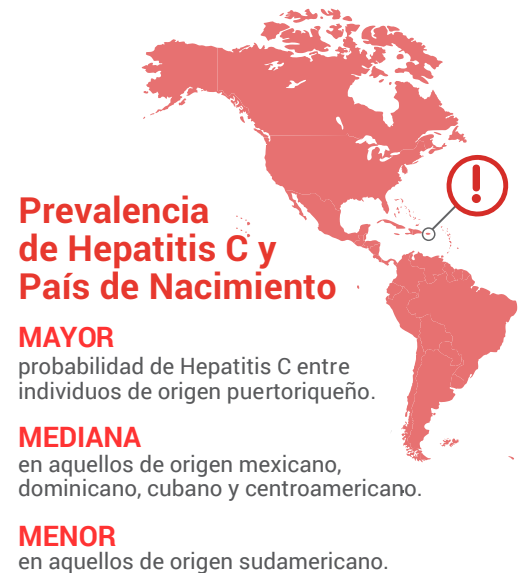 !
Prevalencia
de Hepatitis C y
País de Nacimiento
MAYOR
probabilidad de Hepatitis C entre
individuos de origen puertoriqueño.
MEDIANA
en aquellos de origen mexicano,
dominicano, cubano y centroamericano.
MENOR
en aquellos de origen sudamericano.